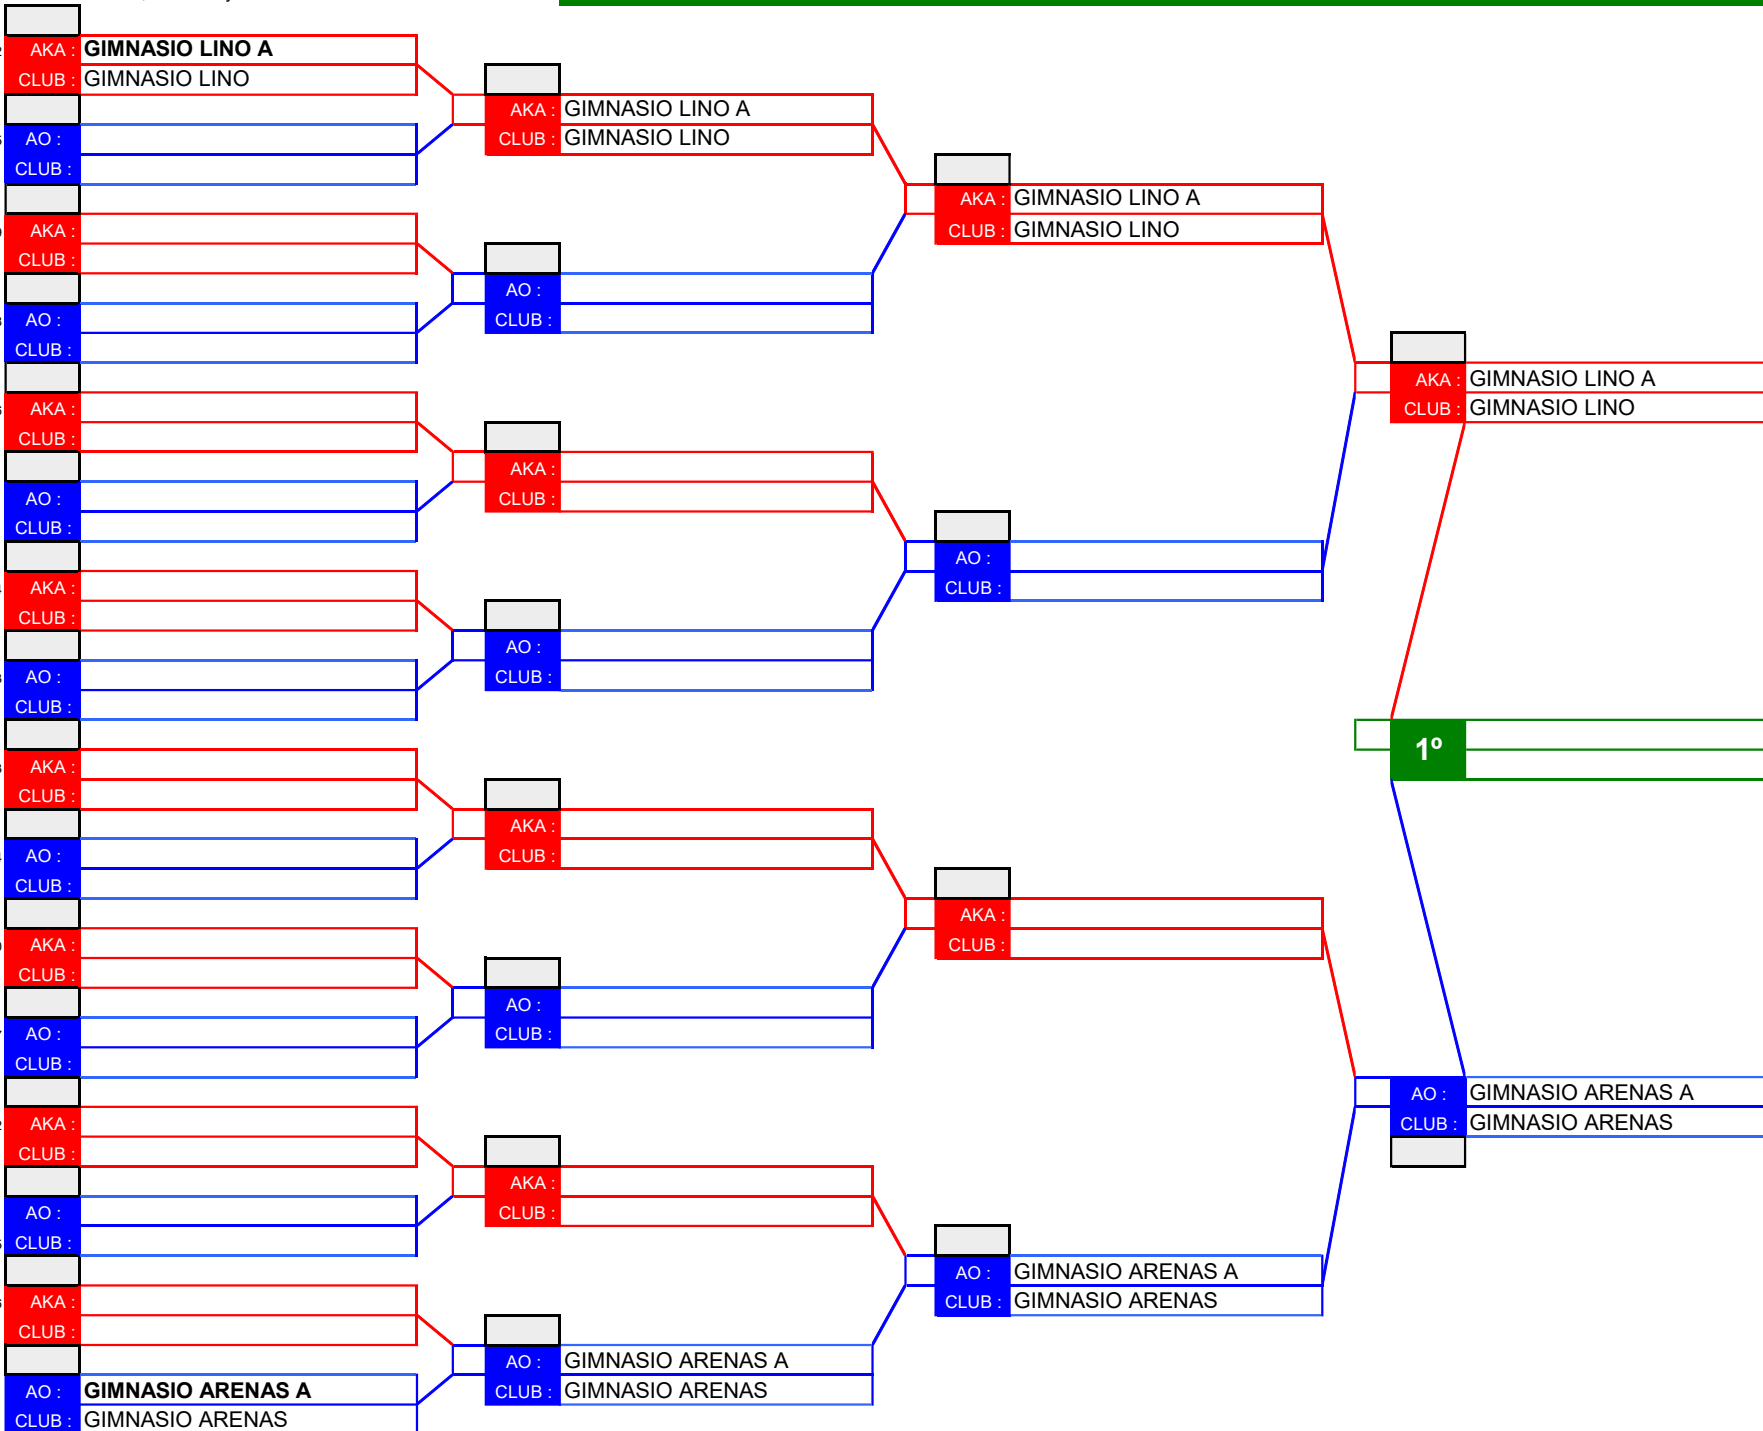 AKA : GIMNASIO LINO A
CLUB : GIMNASIO LINO
AO :
CLUB :
AKA :
CLUB :
AO :
CLUB :
AKA :
CLUB :
AO :
CLUB :
AKA :
CLUB :
AO :
CLUB :
AKA :
CLUB :
AO :
CLUB :
AKA :
CLUB :
AO :
CLUB :
AKA :
CLUB :
AO :
CLUB :
AKA :
CLUB :
AO : GIMNASIO ARENAS A
CLUB : GIMNASIO ARENAS
AKA : GIMNASIO LINO A
CLUB : GIMNASIO LINO
AO :
CLUB :
AKA :
CLUB :
AO :
CLUB :
AKA :
CLUB :
AO :
CLUB :
AKA :
CLUB :
AO : GIMNASIO ARENAS A
CLUB : GIMNASIO ARENAS
AKA : GIMNASIO LINO A
CLUB : GIMNASIO LINO
AO :
CLUB :
AKA :
CLUB :
AO : GIMNASIO ARENAS A
CLUB : GIMNASIO ARENAS
AKA : GIMNASIO LINO A
CLUB : GIMNASIO LINO
1º
AO : GIMNASIO ARENAS A
CLUB : GIMNASIO ARENAS